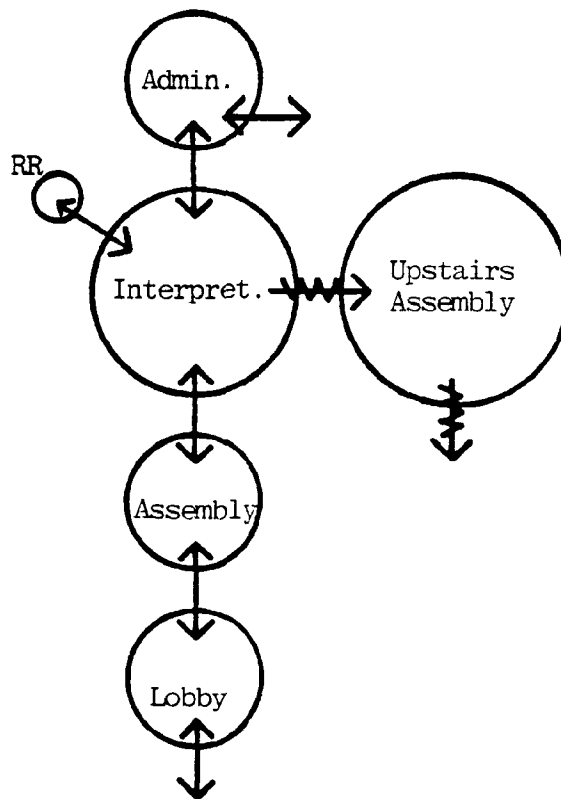 Admin.
RR
Interpret.
Upstairs
Assembly
Assembly
Lobby